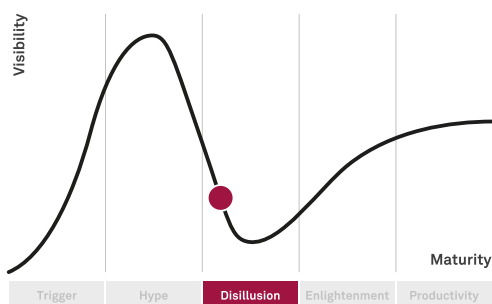 Visibility
Maturity
Trigger
Hype
Disillusion
Enlightenment
Productivity